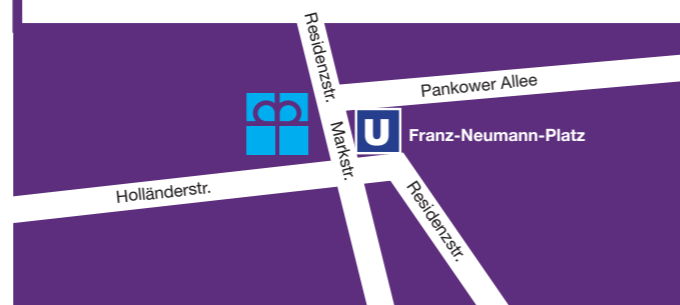 Residenzstr.
Pankower Allee
U
Franz-Neumann-Platz
Markstr.
Holländerstr.
Residenzstr.